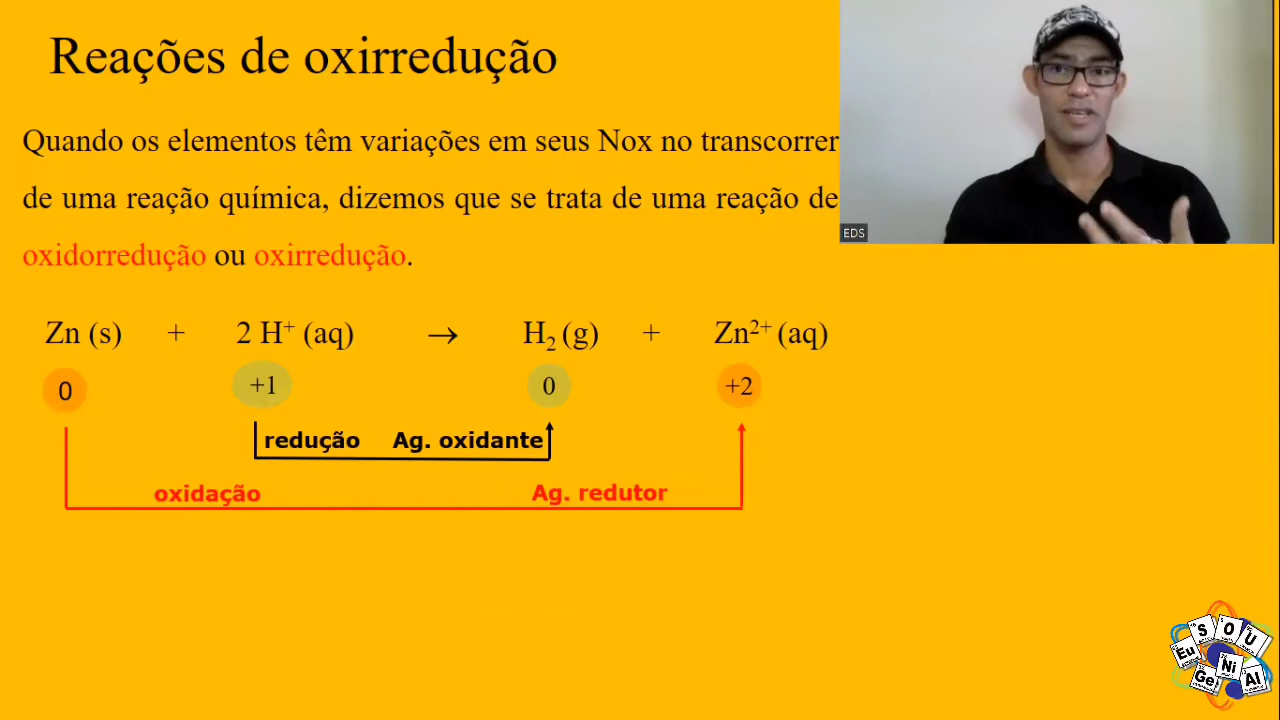 Reações de oxirredução
Quando os elementos têm variações em seus Nox no transcorrer
de uma reação química, dizemos que se trata de uma reação de
oxidorredução ou oxirredução.
EDS
Zn (s) + 2 H⁺ (aq) → H₂ (g) + Zn²⁺ (aq)
0 +1 0 +2
redução Ag. oxidante
oxidação Ag. redutor
S O U
Eu Ni
Ge Al